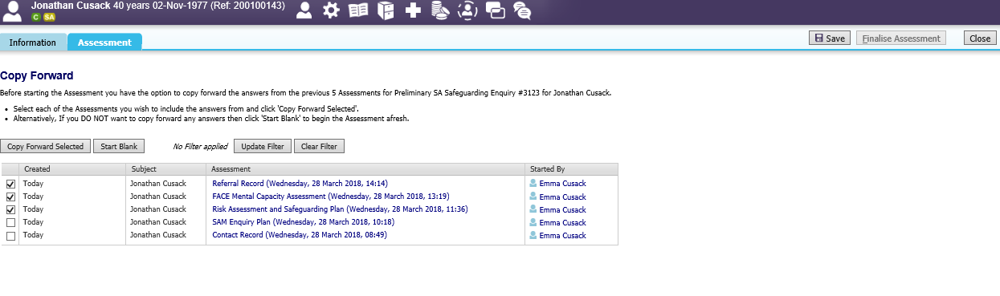 Jonathan Cusack 40 years 02-Nov-1977 (Ref: 200100143)
C SA
Information Assessment Save Finalise Assessment Close
Copy Forward
Before starting the Assessment you have the option to copy forward the answers from the previous 5 Assessments for Preliminary SA Safeguarding Enquiry #3123 for Jonathan Cusack.
• Select each of the Assessments you wish to include the answers from and click 'Copy Forward Selected'.
• Alternatively, If you DO NOT want to copy forward any answers then click 'Start Blank' to begin the Assessment afresh.
Copy Forward Selected Start Blank No Filter applied Update Filter Clear Filter
Created Subject Assessment Started By
Today Jonathan Cusack Referral Record (Wednesday, 28 March 2018, 14:14) Emma Cusack
Today Jonathan Cusack FACE Mental Capacity Assessment (Wednesday, 28 March 2018, 13:19) Emma Cusack
Today Jonathan Cusack Risk Assessment and Safeguarding Plan (Wednesday, 28 March 2018, 11:36) Emma Cusack
Today Jonathan Cusack SAM Enquiry Plan (Wednesday, 28 March 2018, 10:18) Emma Cusack
Today Jonathan Cusack Contact Record (Wednesday, 28 March 2018, 08:49) Emma Cusack